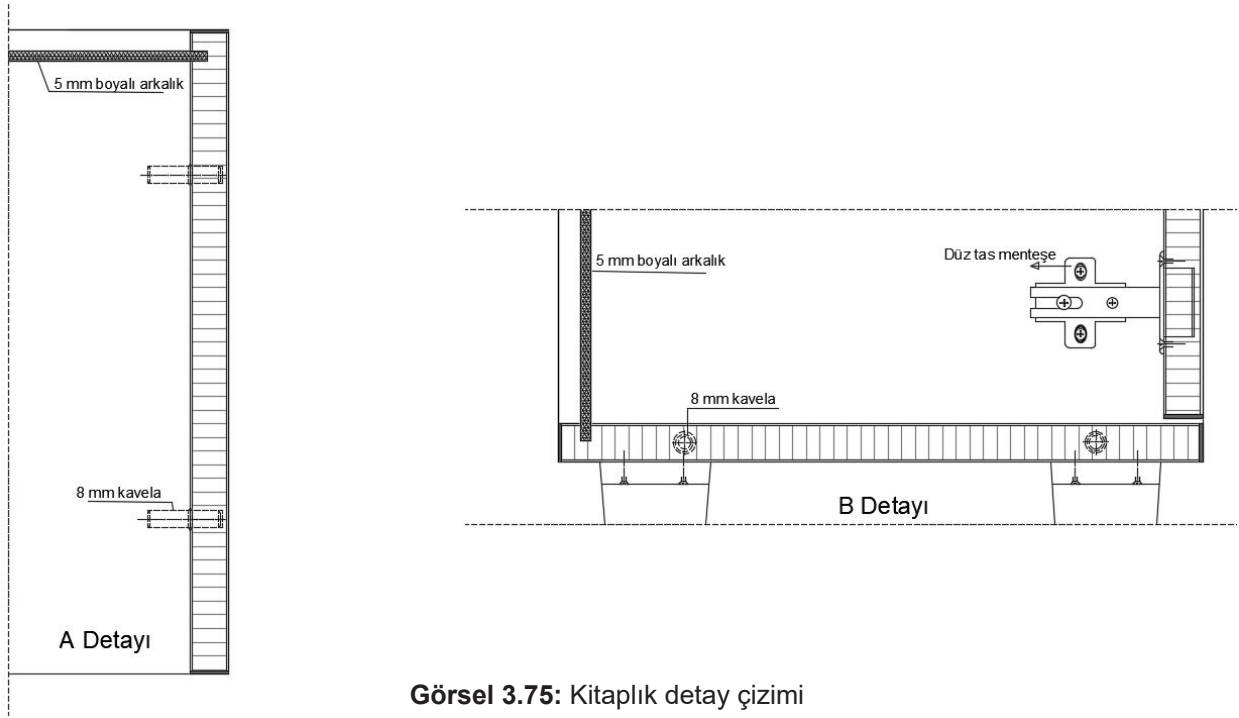 5 mm boyalı arkalık
8 mm kavela
A Detayı
5 mm boyalı arkalık
Düz tas menteşe
8 mm kavela
B Detayı
Görsel 3.75: Kitaplık detay çizimi